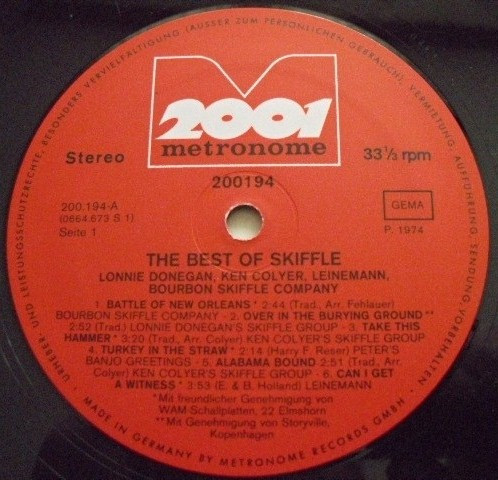 URHEBER- UND LEISTUNGSSCHUTZRECHTE, BESONDERS VERVIELFÄLTIGUNG (AUSSER ZUM PERSÖNLICHEN GEBRAUCH), VERMIETUNG, AUFFÜHRUNG, SENDUNG VORBEHALTEN
2001
metronome
Stereo
33⅓ rpm
200194
200.194-A
(0664.673 S 1)
Seite 1
GEMA
P. 1974
THE BEST OF SKIFFLE
LONNIE DONEGAN, KEN COLYER, LEINEMANN,
BOURBON SKIFFLE COMPANY
1. BATTLE OF NEW ORLEANS * 2:44 (Trad., Arr. Fehlauer)
BOURBON SKIFFLE COMPANY - 2. OVER IN THE BURYING GROUND **
2:52 (Trad.) LONNIE DONEGAN'S SKIFFLE GROUP - 3. TAKE THIS
HAMMER * 3:20 (Trad., Arr. Colyer) KEN COLYER'S SKIFFLE GROUP -
4. TURKEY IN THE STRAW * 2:14 (Harry F. Reser) PETER'S
BANJO GREETINGS - 5. ALABAMA BOUND 2:51 (Trad., Arr.
Colyer) KEN COLYER'S SKIFFLE GROUP - 6. CAN I GET
A WITNESS * 3 53 (E. & B. Holland) LEINEMANN
*Mit freundlicher Genehmigung von
WAM-Schallplatten, 22 Elmshorn
**Mit Genehmigung von Storyville,
Kopenhagen
MADE IN GERMANY BY METRONOME RECORDS GMBH